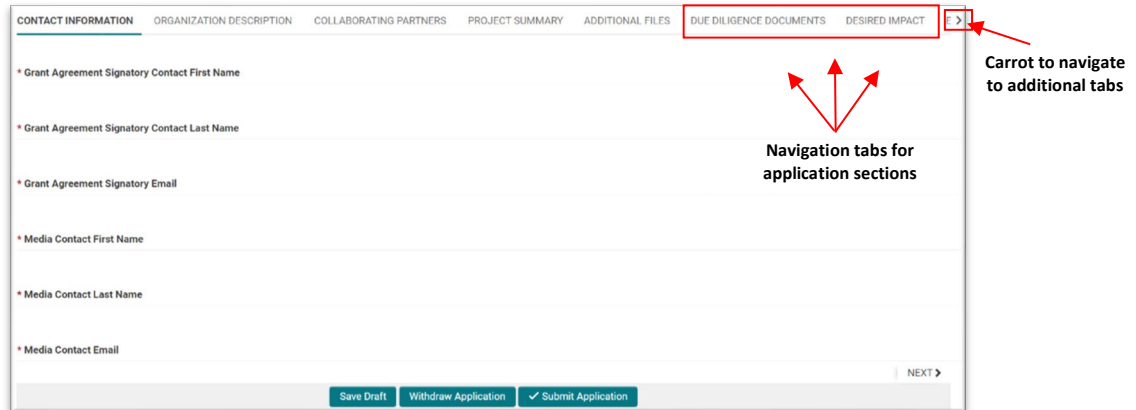 CONTACT INFORMATION ORGANIZATION DESCRIPTION COLLABORATING PARTNERS PROJECT SUMMARY ADDITIONAL FILES DUE DILIGENCE DOCUMENTS DESIRED IMPACT E
Carrot to navigate
to additional tabs
* Grant Agreement Signatory Contact First Name
* Grant Agreement Signatory Contact Last Name
Navigation tabs for
application sections
* Grant Agreement Signatory Email
* Media Contact First Name
* Media Contact Last Name
* Media Contact Email
NEXT
Save Draft Withdraw Application Submit Application